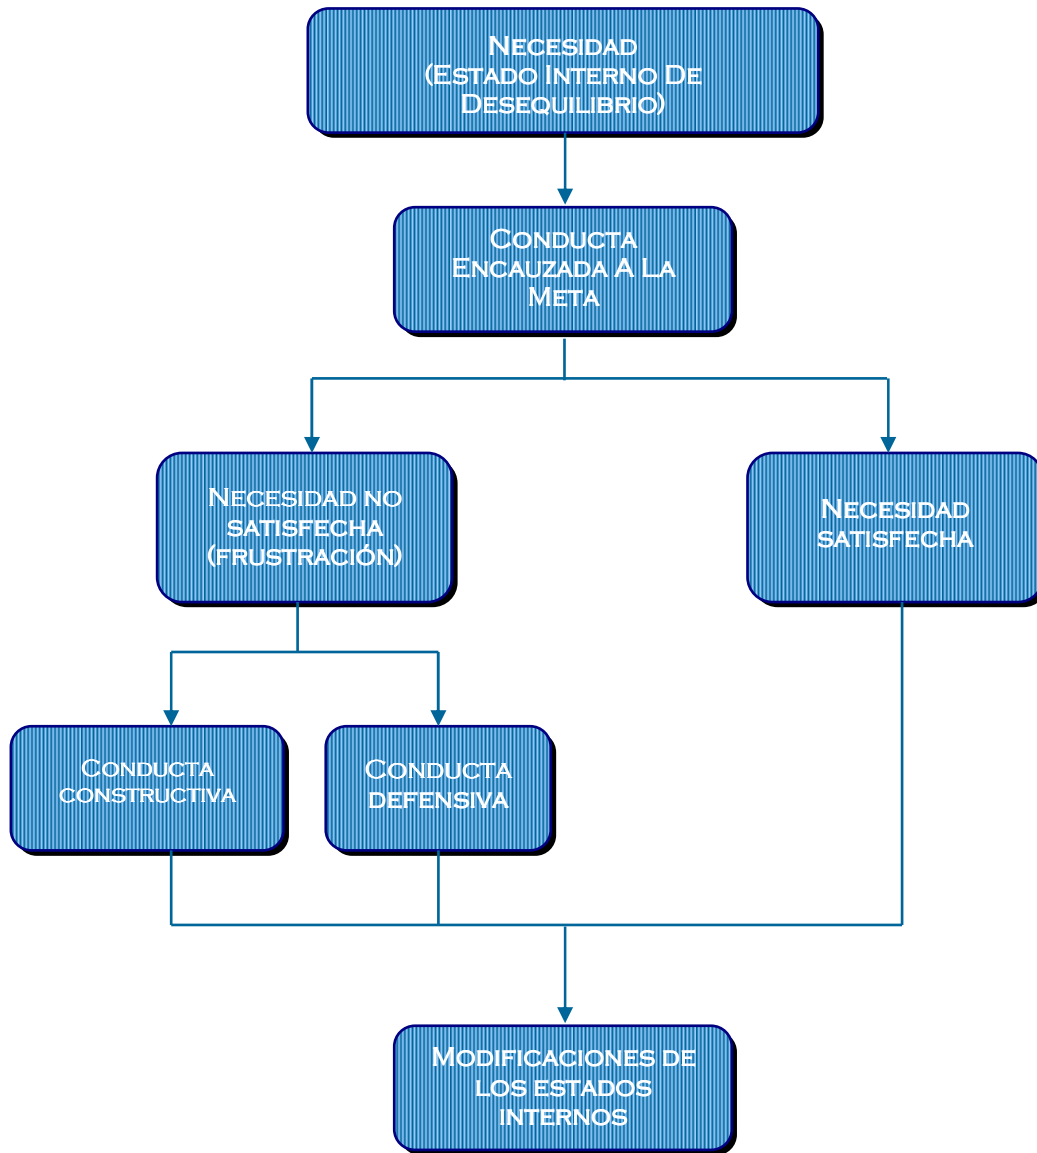 Necesidad
(Estado Interno De
Desequilibrio)
Conducta
Encauzada A La
Meta
Necesidad no
satisfecha
(frustración)
Necesidad
satisfecha
Conducta
constructiva
Conducta
defensiva
Modificaciones de
los estados
internos